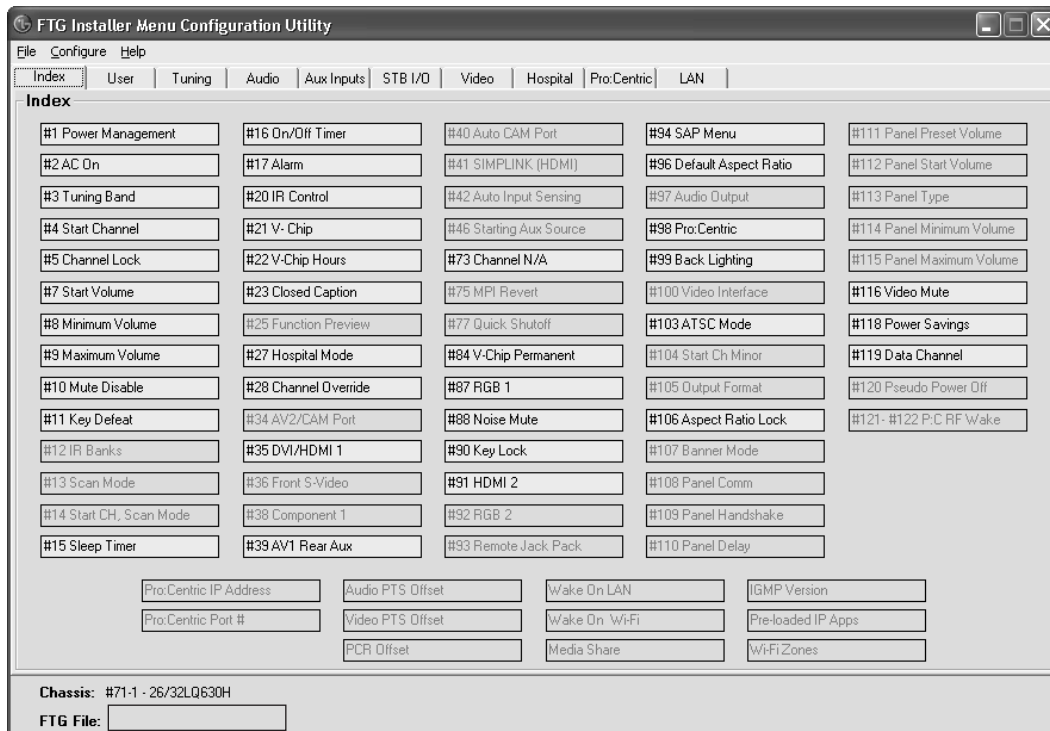 FTG Installer Menu Configuration Utility
File Configure Help
Index User Tuning Audio Aux Inputs STB I/O Video Hospital Pro:Centric LAN
Index
#1 Power Management #16 On/Off Timer #40 Auto CAM Port #94 SAP Menu #111 Panel Preset Volume
#2 AC On #17 Alarm #41 SIMPLINK (HDMI) #96 Default Aspect Ratio #112 Panel Start Volume
#3 Tuning Band #20 IR Control #42 Auto Input Sensing #97 Audio Output #113 Panel Type
#4 Start Channel #21 V- Chip #46 Starting Aux Source #98 Pro:Centric #114 Panel Minimum Volume
#5 Channel Lock #22 V-Chip Hours #73 Channel N/A #99 Back Lighting #115 Panel Maximum Volume
#7 Start Volume #23 Closed Caption #75 MPI Revert #100 Video Interface #116 Video Mute
#8 Minimum Volume #25 Function Preview #77 Quick Shutoff #103 ATSC Mode #118 Power Savings
#9 Maximum Volume #27 Hospital Mode #84 V-Chip Permanent #104 Start Ch Minor #119 Data Channel
#10 Mute Disable #28 Channel Override #87 RGB 1 #105 Output Format #120 Pseudo Power Off
#11 Key Defeat #34 AV2/CAM Port #88 Noise Mute #106 Aspect Ratio Lock #121- #122 P:C RF Wake
#12 IR Banks #35 DVI/HDMI 1 #90 Key Lock #107 Banner Mode
#13 Scan Mode #36 Front S-Video #91 HDMI 2 #108 Panel Comm
#14 Start CH, Scan Mode #38 Component 1 #92 RGB 2 #109 Panel Handshake
#15 Sleep Timer #39 AV1 Rear Aux #93 Remote Jack Pack #110 Panel Delay
Pro:Centric IP Address Audio PTS Offset Wake On LAN IGMP Version
Pro:Centric Port # Video PTS Offset Wake On Wi-Fi Pre-loaded IP Apps
PCR Offset Media Share Wi-Fi Zones
Chassis: #71-1 - 26/32LQ630H
FTG File: